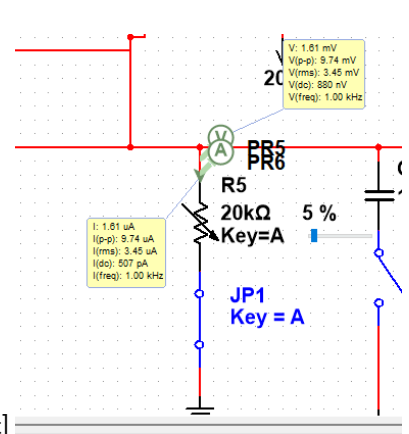 V: 1.61 mV
V(p-p): 9.74 mV
V(rms): 3.45 mV
V(dc): 880 nV
V(freq): 1.00 kHz
20
V
A
PR5
PR6
R5
20kΩ
5 %
Key=A
I: 1.61 uA
I(p-p): 9.74 uA
I(rms): 3.45 uA
I(dc): 507 pA
I(freq): 1.00 kHz
JP1
Key = A